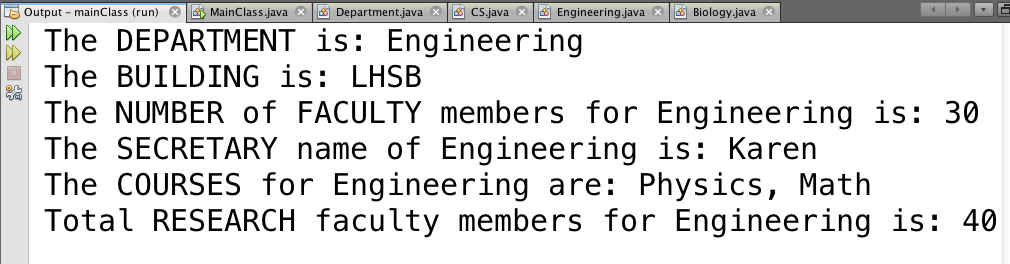 Output – mainClass (run) MainClass.java Department.java CS.java Engineering.java Biology.java
The DEPARTMENT is: Engineering
The BUILDING is: LHSB
The NUMBER of FACULTY members for Engineering is: 30
The SECRETARY name of Engineering is: Karen
The COURSES for Engineering are: Physics, Math
Total RESEARCH faculty members for Engineering is: 40